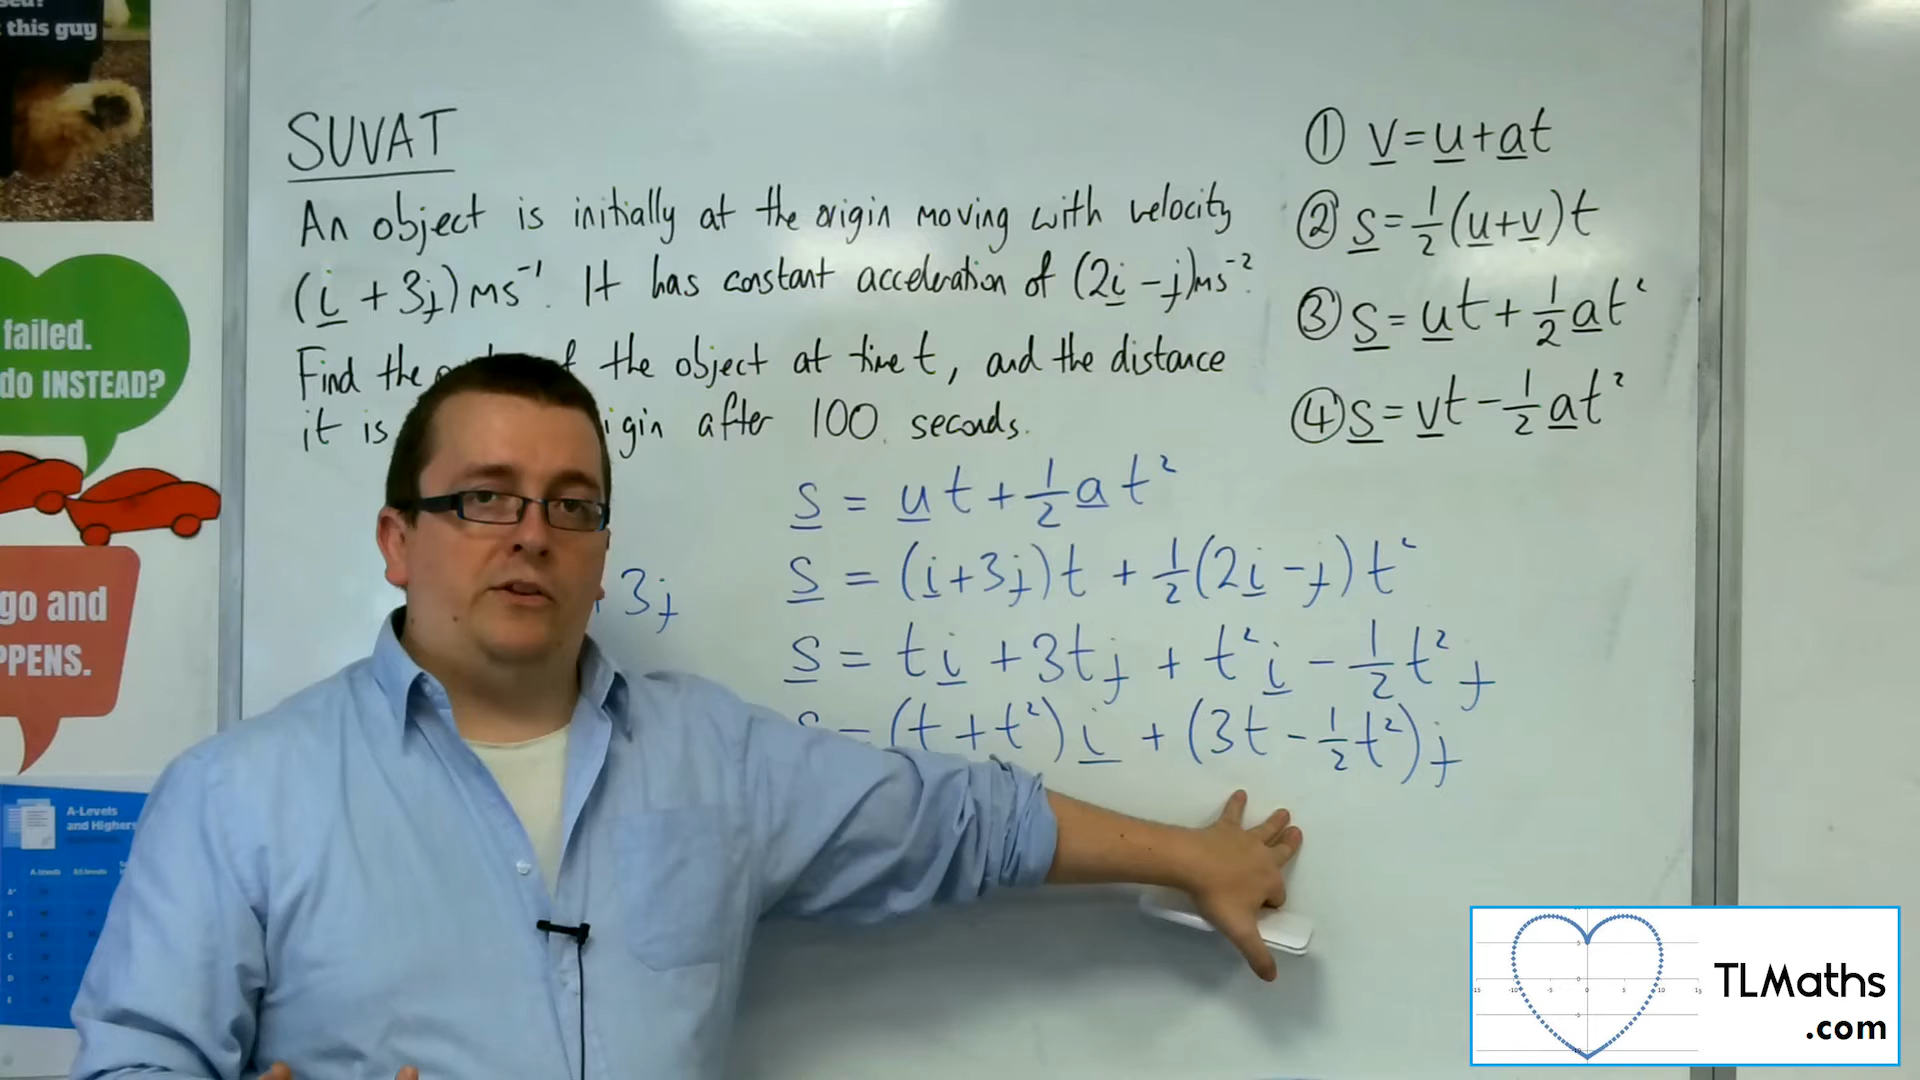 this guy
failed.
do INSTEAD?
go and
PPENS.
A-Levels
and Highers
SUVAT
An object is initially at the origin moving with velocity
(i + 3j) ms⁻¹. It has constant acceleration of (2i - j)ms⁻².
Find the of the object at time t, and the distance
it is igin after 100 seconds.
① v = u + at
② s = ½(u+v)t
③ s = ut + ½at²
④ s = vt - ½at²
s = ut + ½at²
s = (i+3j)t + ½(2i-j)t²
+ 3j
s = ti + 3tj + t²i - ½t²j
s = (t+t²)i + (3t-½t²)j
TLMaths
.com